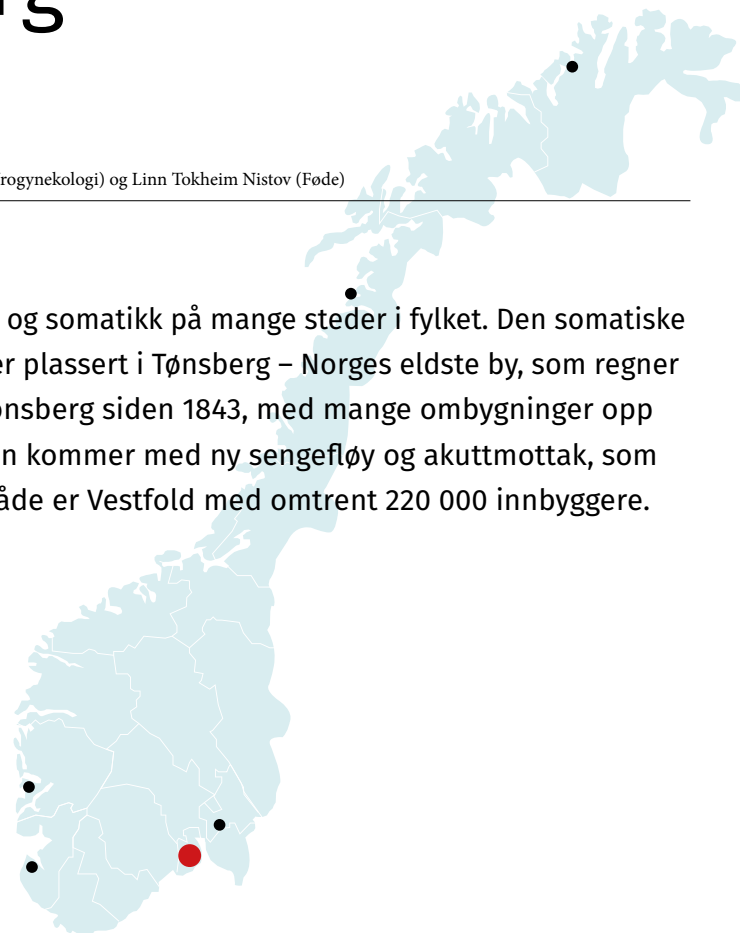 rg
rogynekologi) og Linn Tokheim Nistov (Føde)
og somatikk på mange steder i fylket. Den somatiske
er plassert i Tønsberg – Norges eldste by, som regner
ønsberg siden 1843, med mange ombygninger opp
n kommer med ny sengefløy og akuttmottak, som
åde er Vestfold med omtrent 220 000 innbyggere.